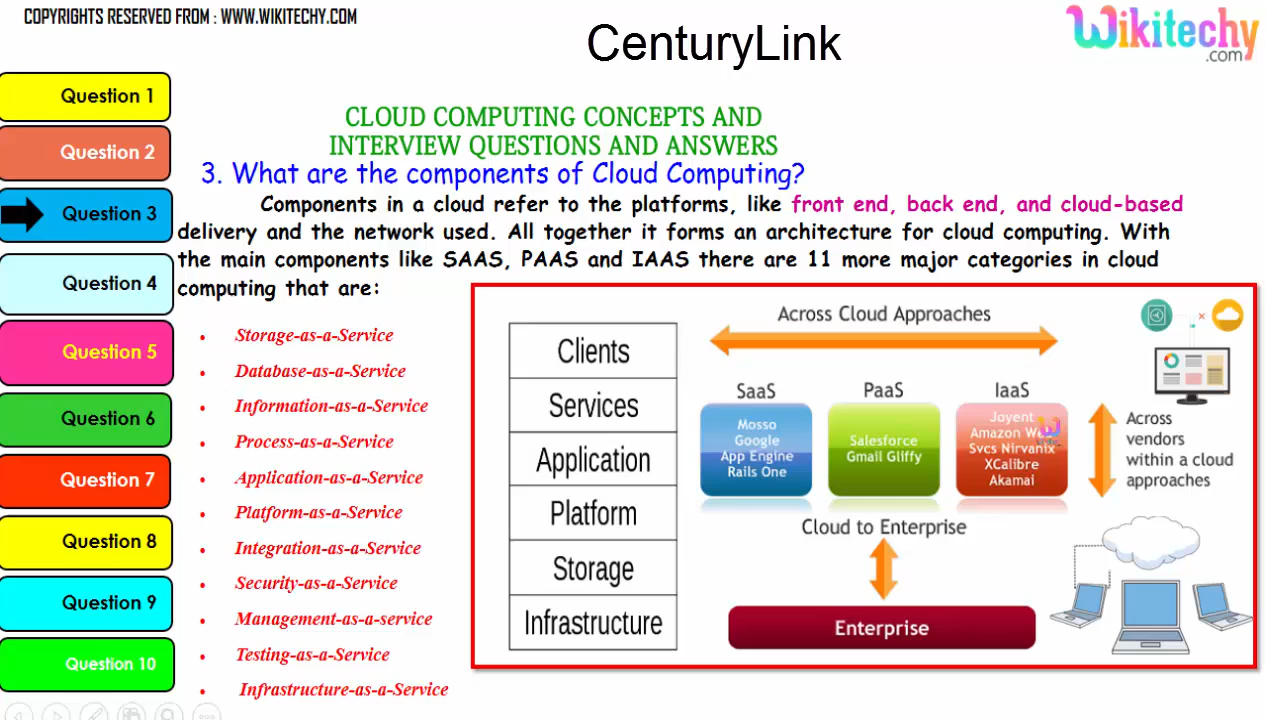 COPYRIGHTS RESERVED FROM : WWW.WIKITECHY.COM
CenturyLink
Wikitechy
.com
Question 1
Question 2
Question 3
Question 4
Question 5
Question 6
Question 7
Question 8
Question 9
Question 10
CLOUD COMPUTING CONCEPTS AND
INTERVIEW QUESTIONS AND ANSWERS
3. What are the components of Cloud Computing?
Components in a cloud refer to the platforms, like front end, back end, and cloud-based
delivery and the network used. All together it forms an architecture for cloud computing. With
the main components like SAAS, PAAS and IAAS there are 11 more major categories in cloud
computing that are:
• Storage-as-a-Service
• Database-as-a-Service
• Information-as-a-Service
• Process-as-a-Service
• Application-as-a-Service
• Platform-as-a-Service
• Integration-as-a-Service
• Security-as-a-Service
• Management-as-a-service
• Testing-as-a-Service
• Infrastructure-as-a-Service
Clients
Services
Application
Platform
Storage
Infrastructure
Across Cloud Approaches
SaaS
Mosso
Google
App Engine
Rails One
PaaS
Salesforce
Gmail Gliffy
IaaS
Joyent
Amazon
Svcs Nirvanix
XCalibre
Akamai
Across
vendors
within a cloud
approaches
Cloud to Enterprise
Enterprise